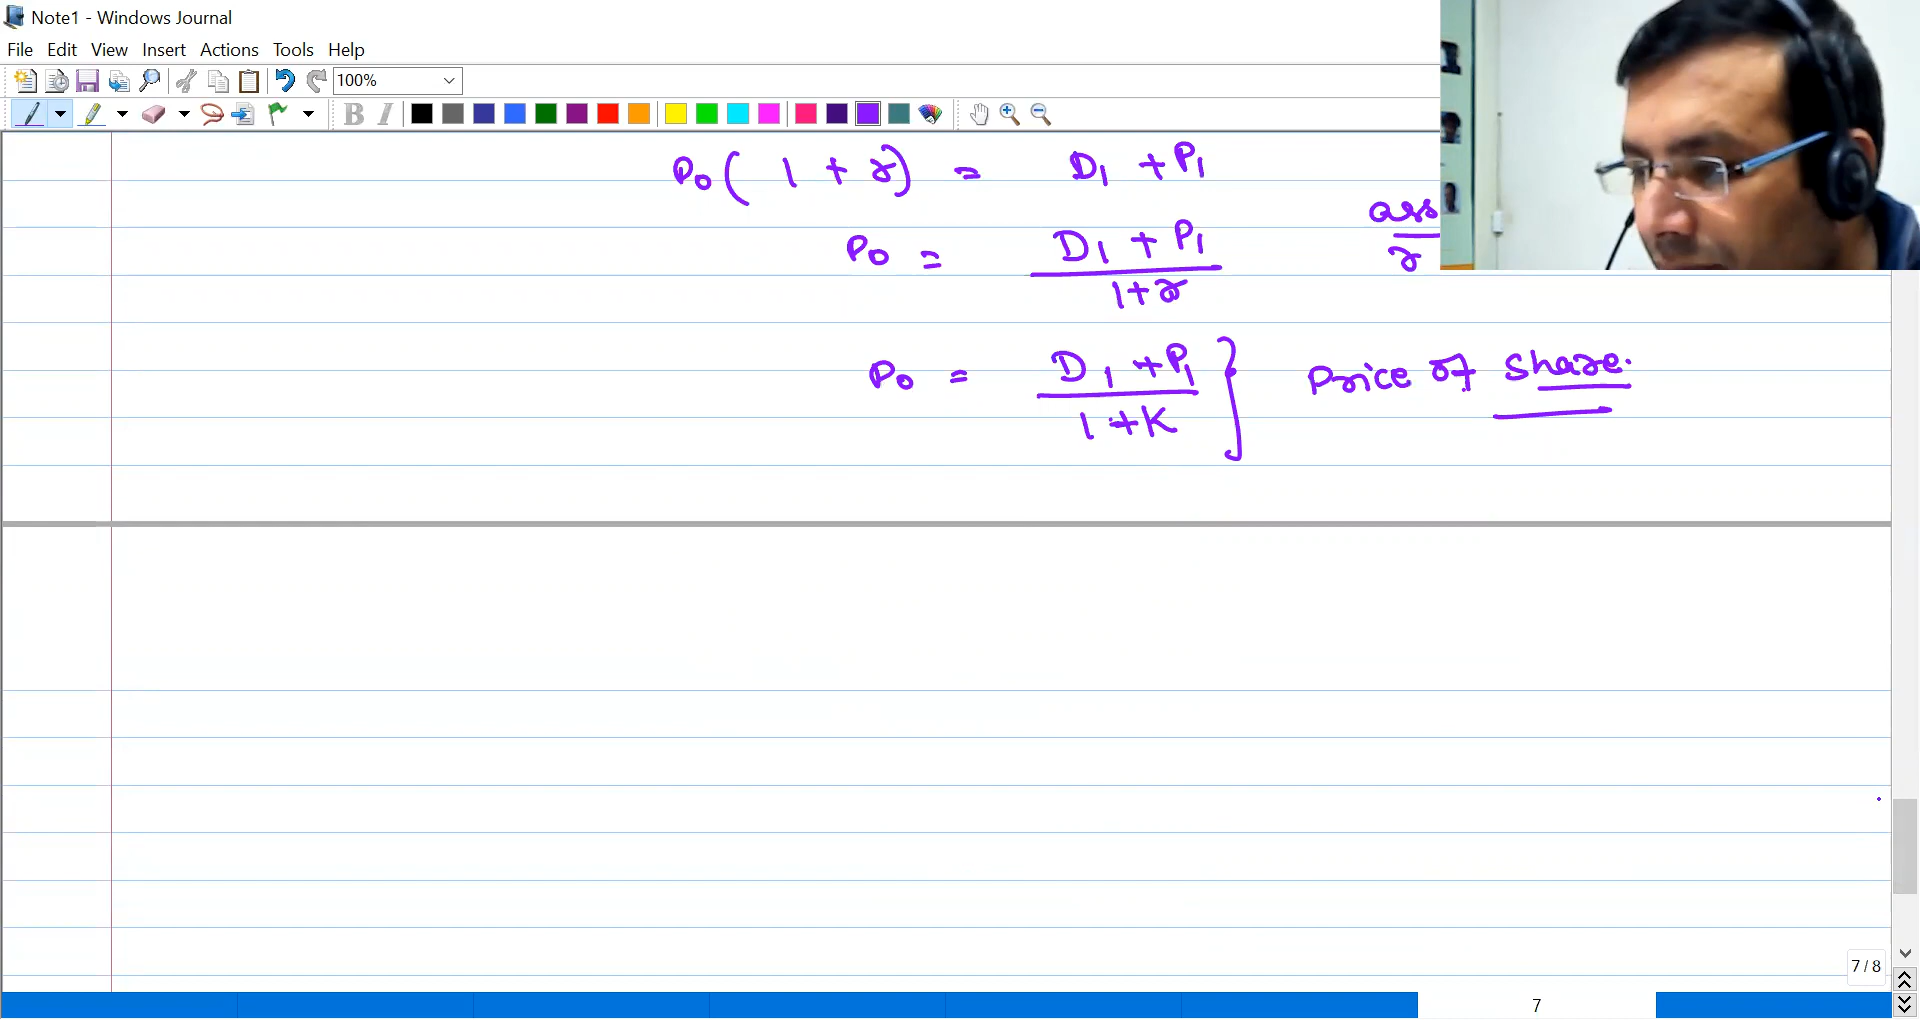 Note1 - Windows Journal
File Edit View Insert Actions Tools Help
100%
B I
P0 ( 1 + r ) = D1 + P1
ass
P0 = D1 + P1
1+r
r
P0 = D1 + P1
1+K
Price of share.
7 / 8
7